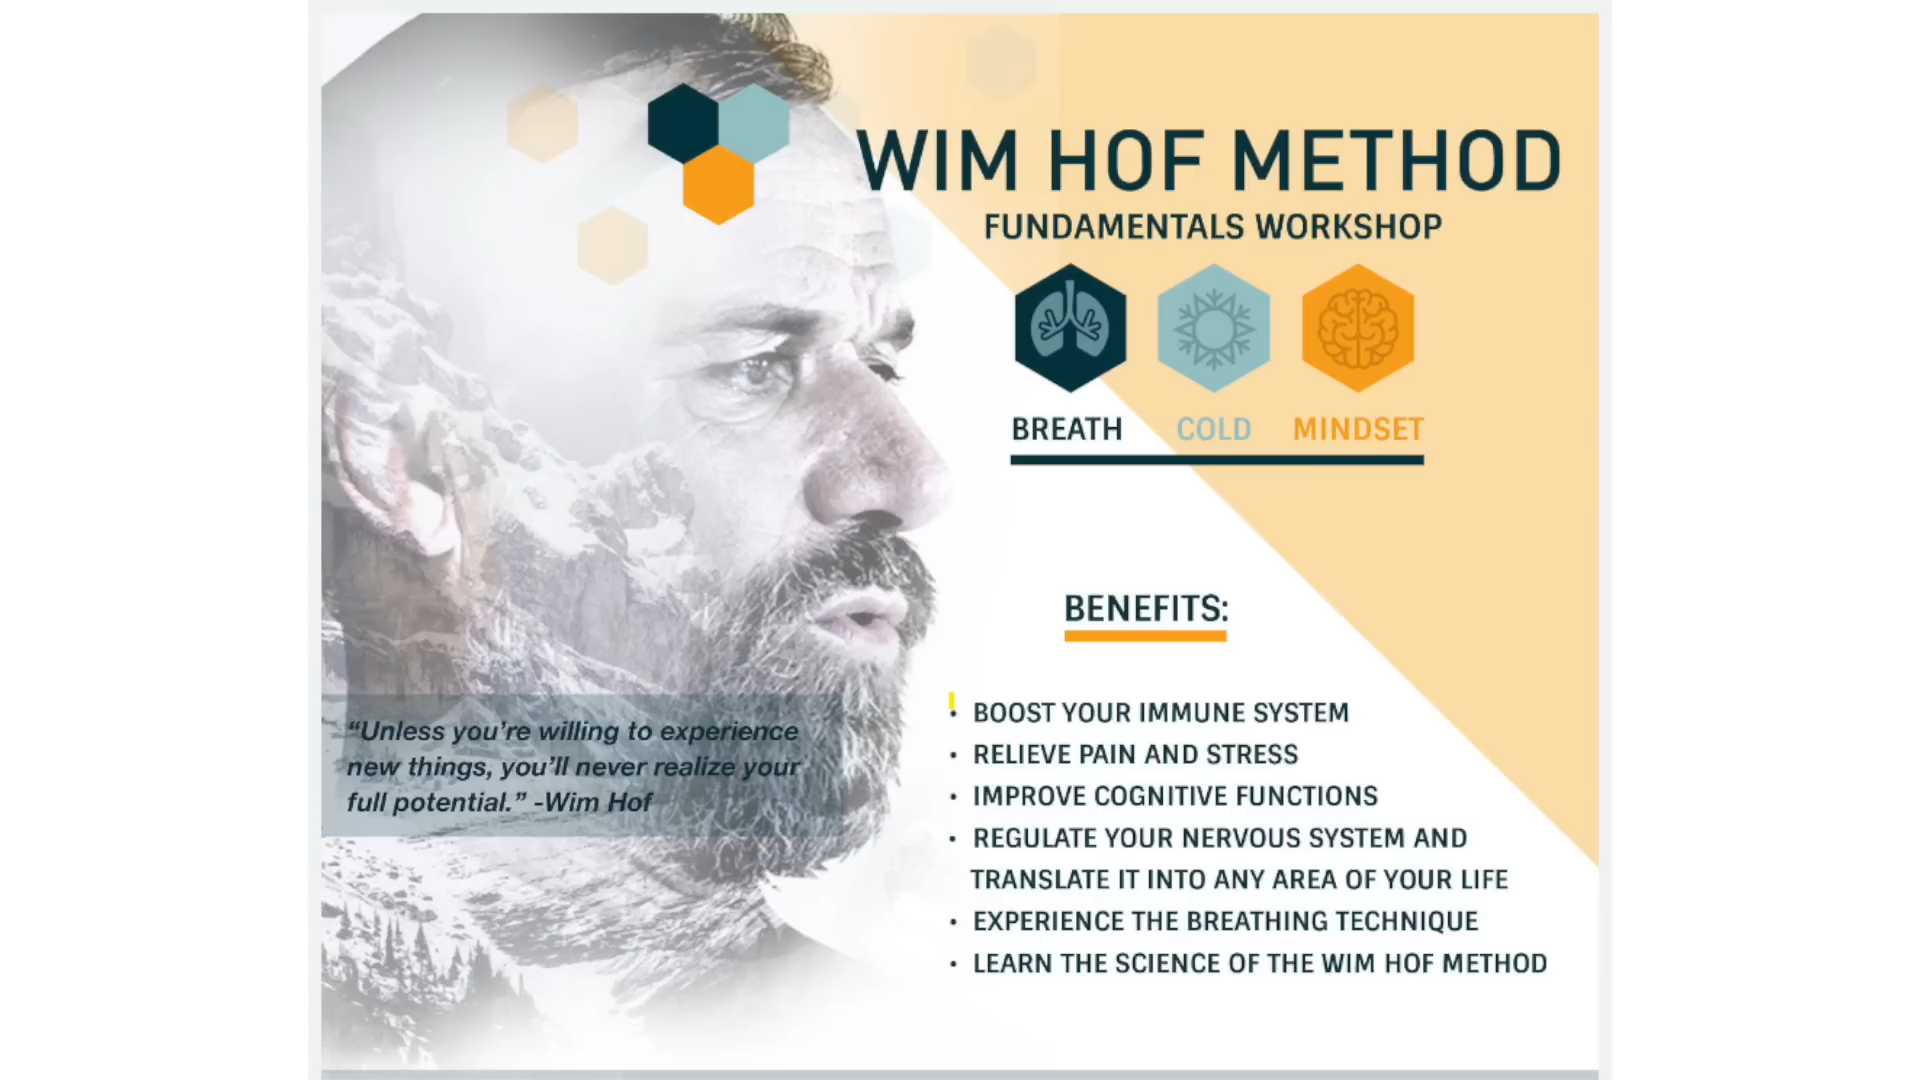 WIM HOF METHOD
FUNDAMENTALS WORKSHOP
BREATH COLD MINDSET
BENEFITS:
• BOOST YOUR IMMUNE SYSTEM
• RELIEVE PAIN AND STRESS
• IMPROVE COGNITIVE FUNCTIONS
• REGULATE YOUR NERVOUS SYSTEM AND
TRANSLATE IT INTO ANY AREA OF YOUR LIFE
• EXPERIENCE THE BREATHING TECHNIQUE
• LEARN THE SCIENCE OF THE WIM HOF METHOD
“Unless you’re willing to experience
new things, you’ll never realize your
full potential.” -Wim Hof